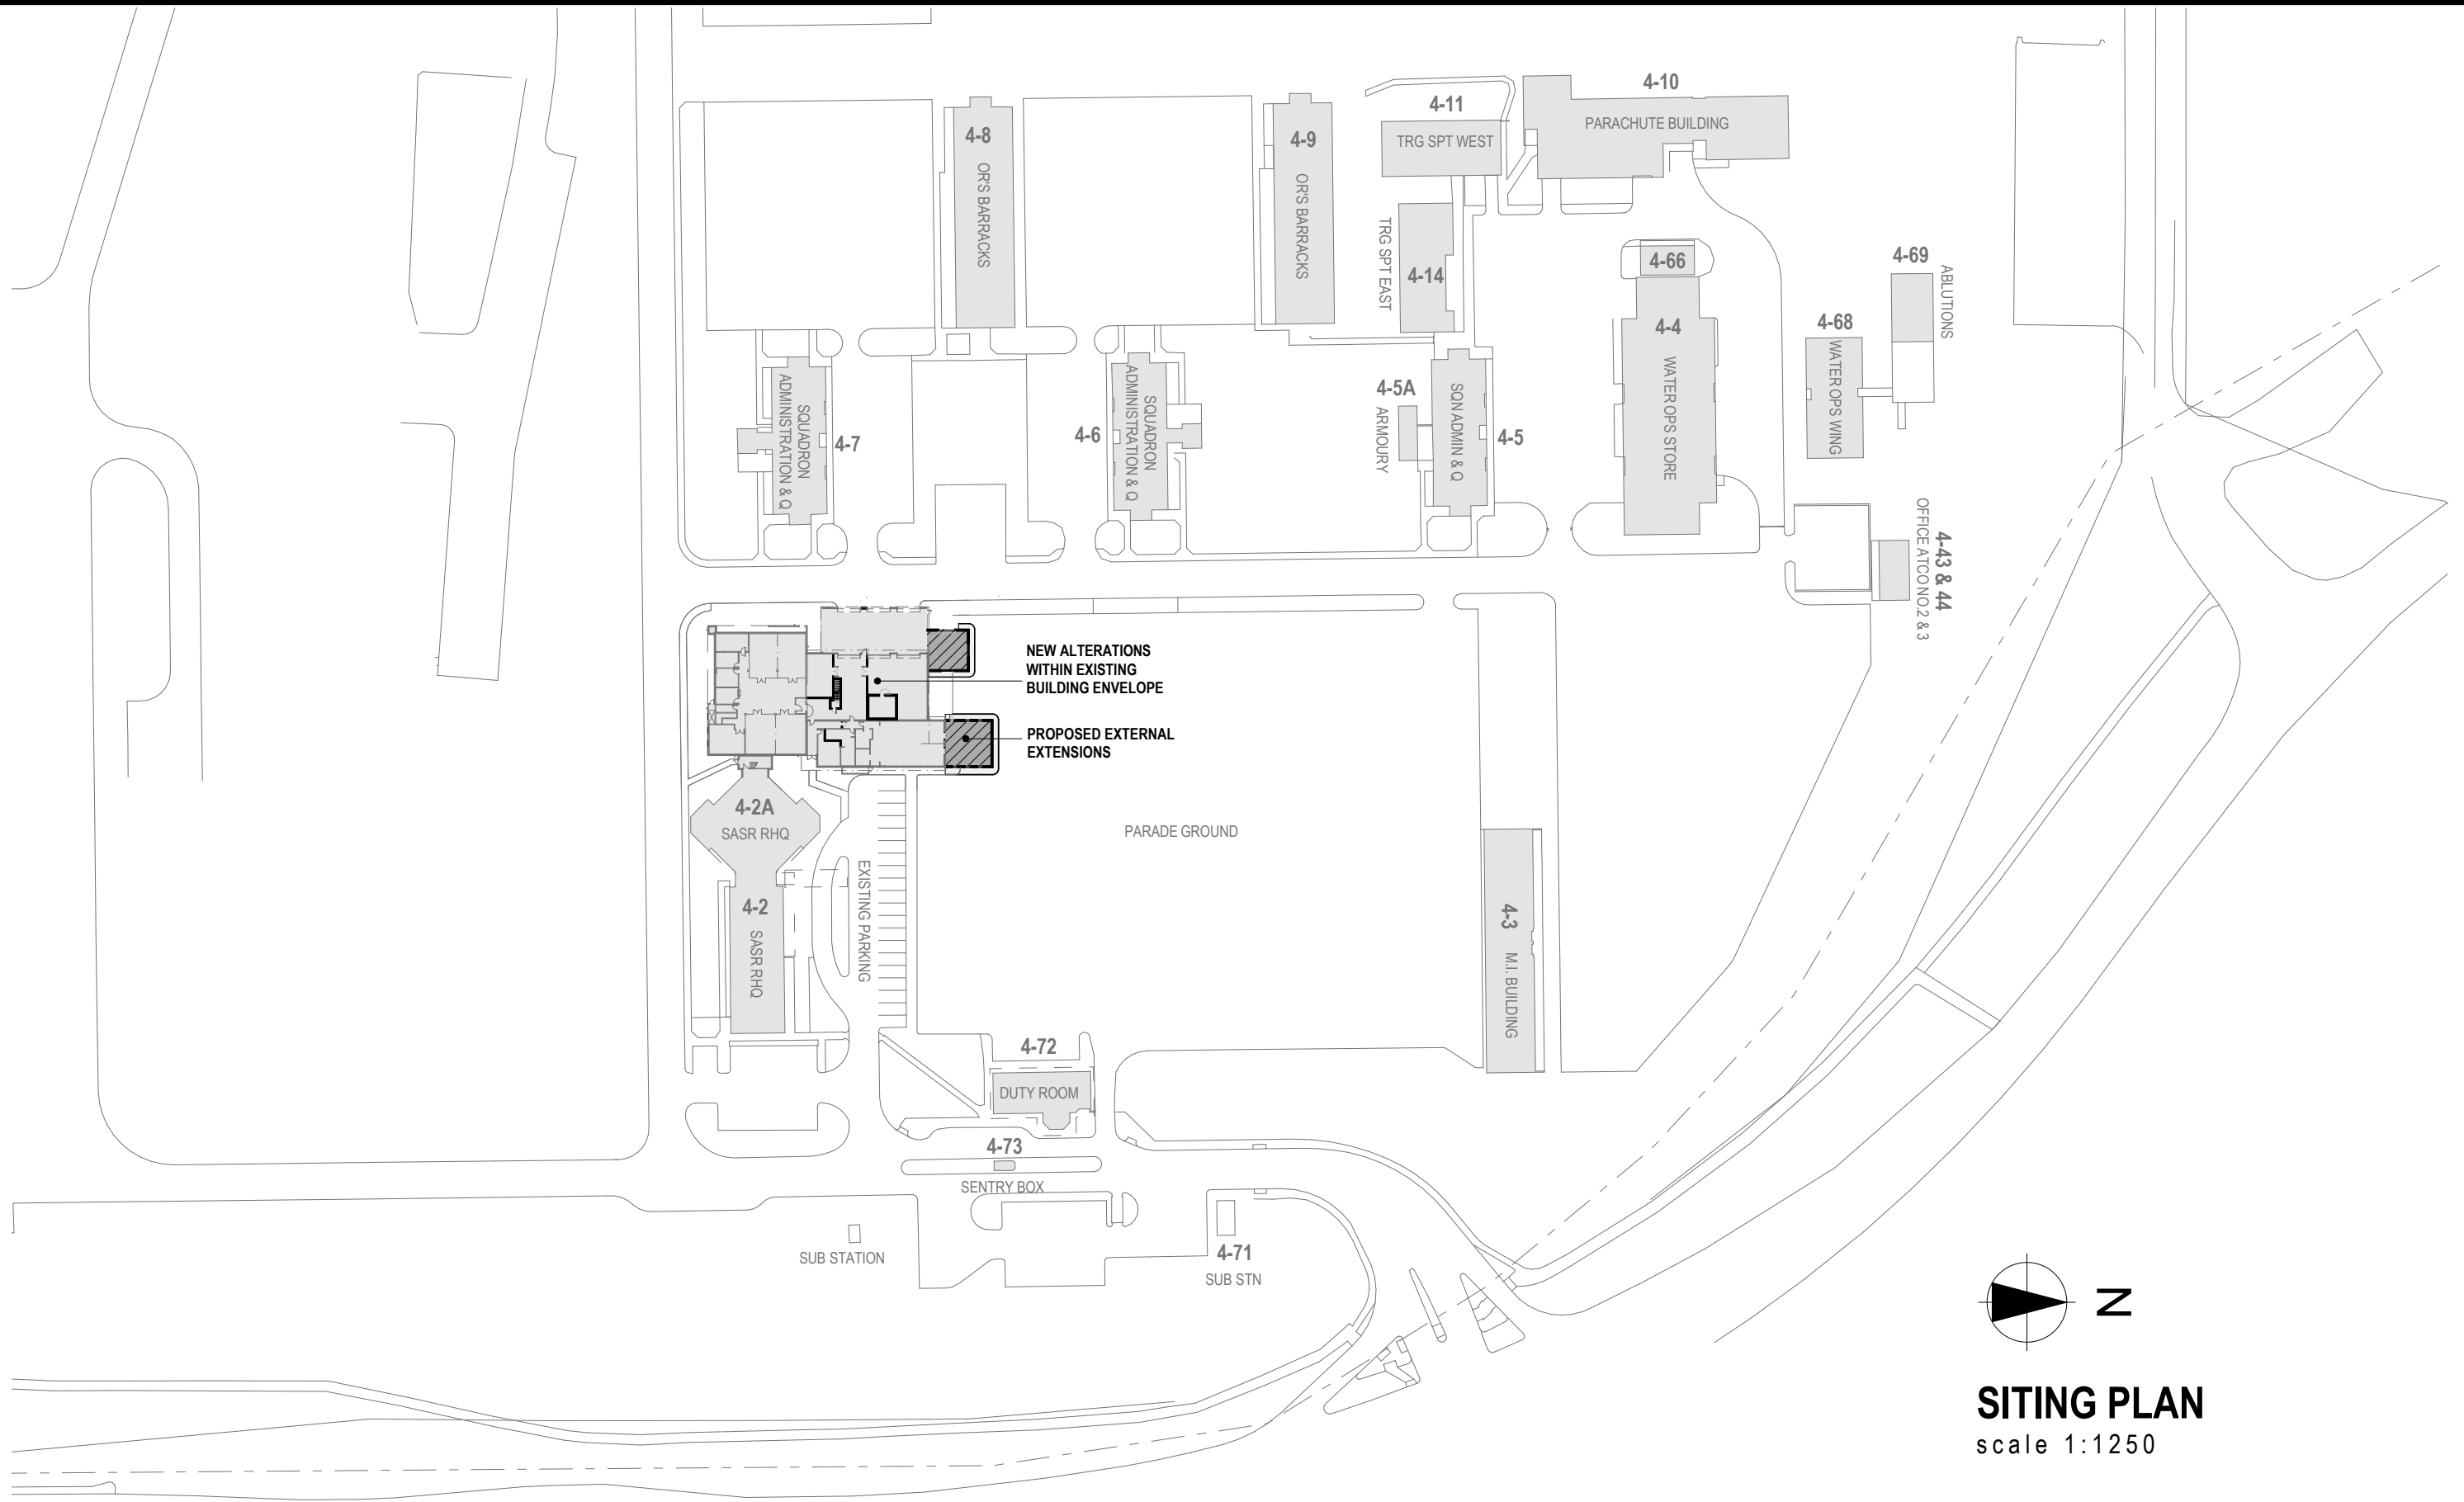 4-10
PARACHUTE BUILDING
4-11
TRG SPT WEST
4-8
OR'S BARRACKS
4-9
OR'S BARRACKS
TRG SPT EAST
4-14
4-66
4-69
ABLUTIONS
4-4
WATER OPS STORE
4-68
WATER OPS WING
SQUADRON
ADMINISTRATION & Q
4-7
4-6
SQUADRON
ADMINISTRATION & Q
4-5A
ARMOURY
SQN ADMIN & Q
4-5
4-43 & 44
OFFICE ATCO NO.2 & 3
NEW ALTERATIONS
WITHIN EXISTING
BUILDING ENVELOPE
PROPOSED EXTERNAL
EXTENSIONS
4-2A
SASR RHQ
PARADE GROUND
EXISTING PARKING
4-2
SASR RHQ
4-3
M.I. BUILDING
4-72
DUTY ROOM
4-73
SENTRY BOX
SUB STATION
4-71
SUB STN
N
SITING PLAN
scale 1:1250